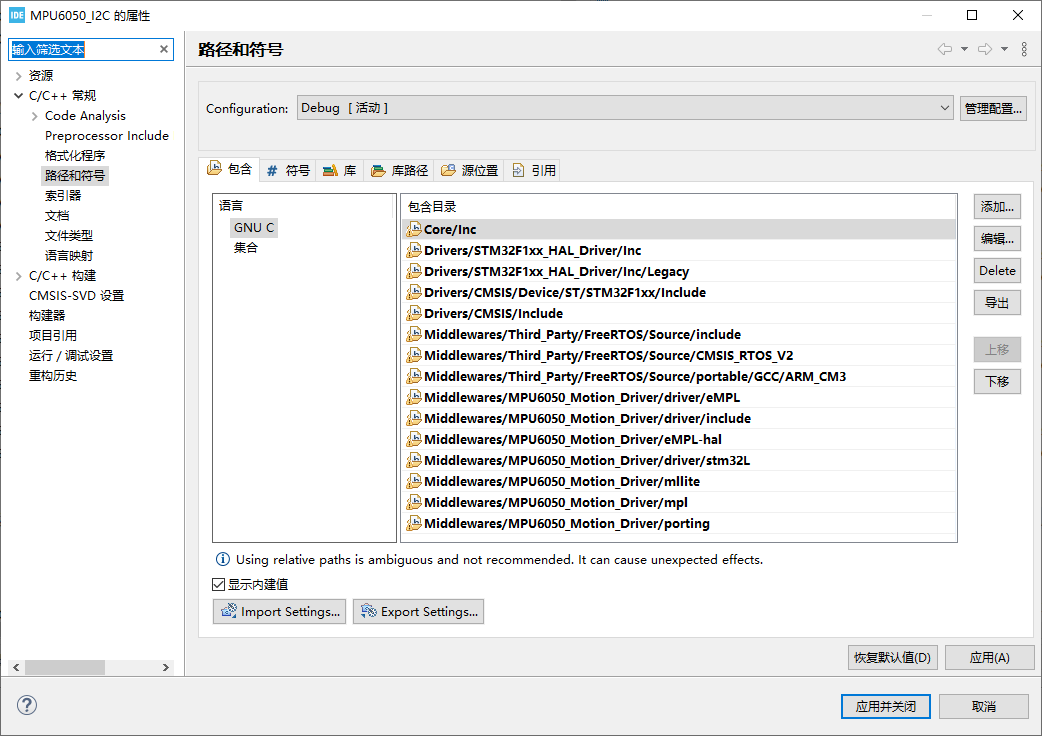 IDE MPU6050_I2C 的属性
输入筛选文本
资源
C/C++ 常规
Code Analysis
Preprocessor Include
格式化程序
路径和符号
索引器
文档
文件类型
语言映射
C/C++ 构建
CMSIS-SVD 设置
构建器
项目引用
运行 / 调试设置
重构历史
路径和符号
Configuration: Debug [ 活动 ] 管理配置...
包含 # 符号 库 库路径 源位置 引用
语言
GNU C
集合
包含目录
Core/Inc
Drivers/STM32F1xx_HAL_Driver/Inc
Drivers/STM32F1xx_HAL_Driver/Inc/Legacy
Drivers/CMSIS/Device/ST/STM32F1xx/Include
Drivers/CMSIS/Include
Middlewares/Third_Party/FreeRTOS/Source/include
Middlewares/Third_Party/FreeRTOS/Source/CMSIS_RTOS_V2
Middlewares/Third_Party/FreeRTOS/Source/portable/GCC/ARM_CM3
Middlewares/MPU6050_Motion_Driver/driver/eMPL
Middlewares/MPU6050_Motion_Driver/driver/include
Middlewares/MPU6050_Motion_Driver/eMPL-hal
Middlewares/MPU6050_Motion_Driver/driver/stm32L
Middlewares/MPU6050_Motion_Driver/mllite
Middlewares/MPU6050_Motion_Driver/mpl
Middlewares/MPU6050_Motion_Driver/porting
添加...
编辑...
Delete
导出
上移
下移
Using relative paths is ambiguous and not recommended. It can cause unexpected effects.
显示内建值
Import Settings... Export Settings...
恢复默认值(D) 应用(A)
应用并关闭 取消